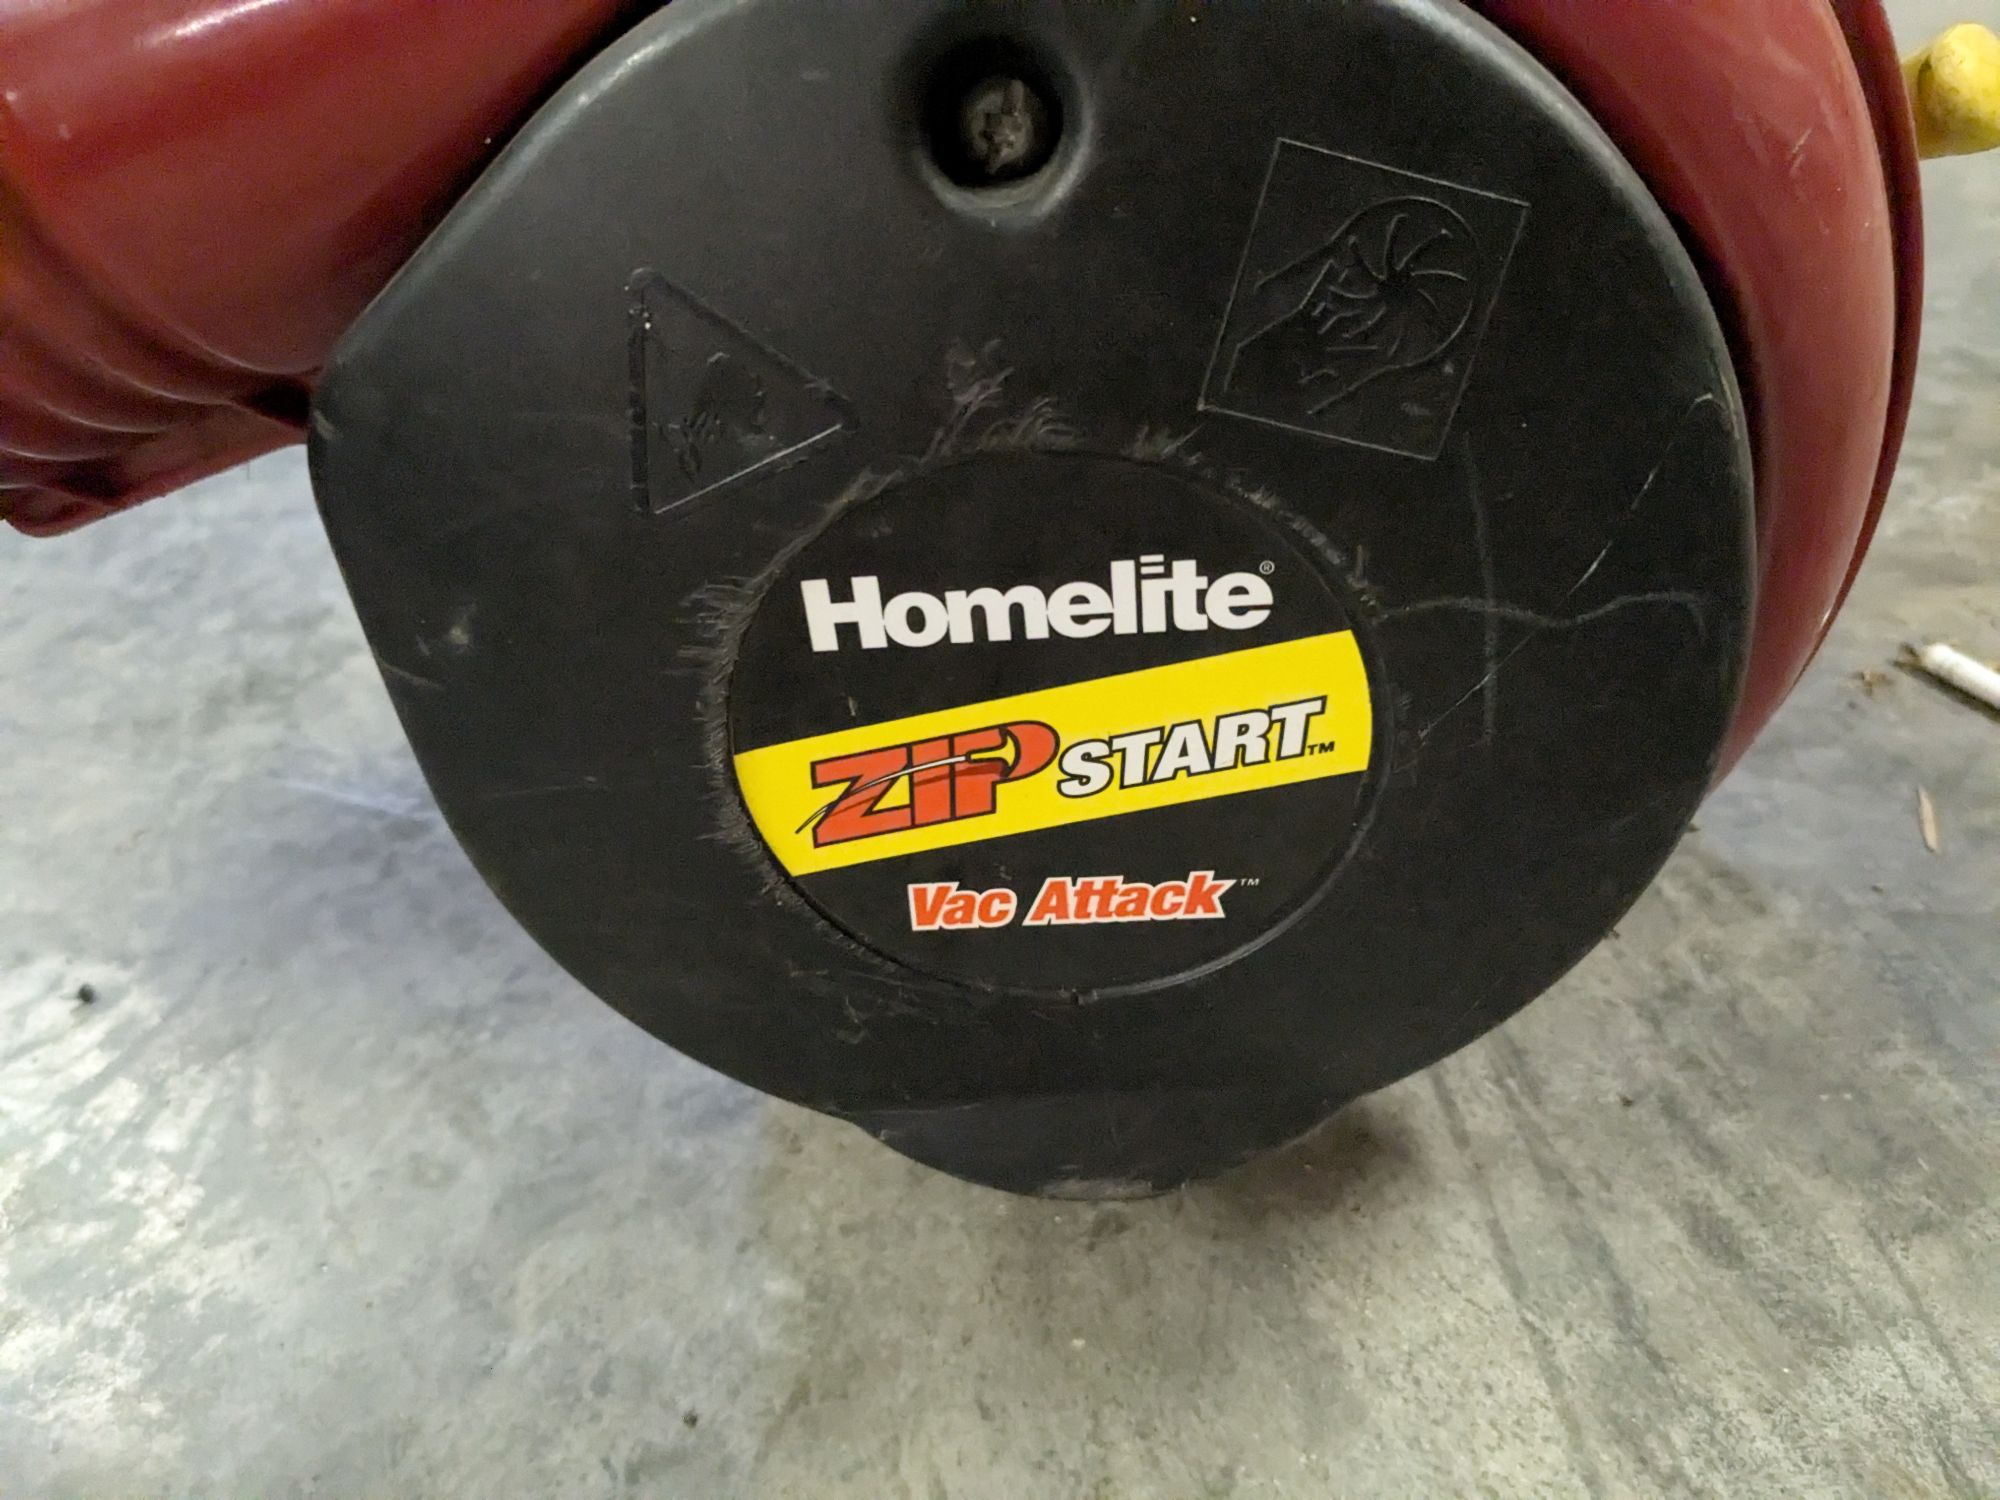 Homelite®
ZIP START™
Vac Attack™